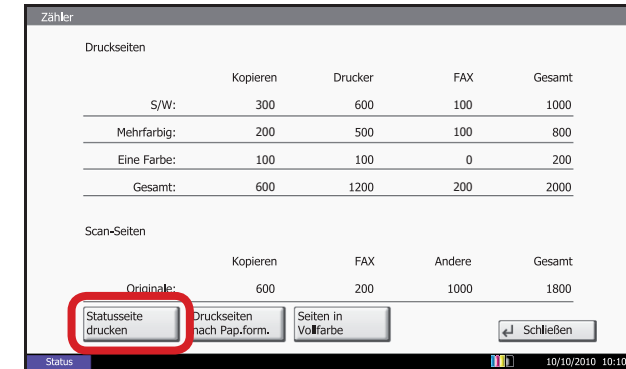 Zähler
Druckseiten
Kopieren Drucker FAX Gesamt
S/W: 300 600 100 1000
Mehrfarbig: 200 500 100 800
Eine Farbe: 100 100 0 200
Gesamt: 600 1200 200 2000
Scan-Seiten
Kopieren FAX Andere Gesamt
Originale: 600 200 1000 1800
Statusseite drucken
Druckseiten nach Pap.form.
Seiten in Vollfarbe
Schließen
Status 10/10/2010 10:10